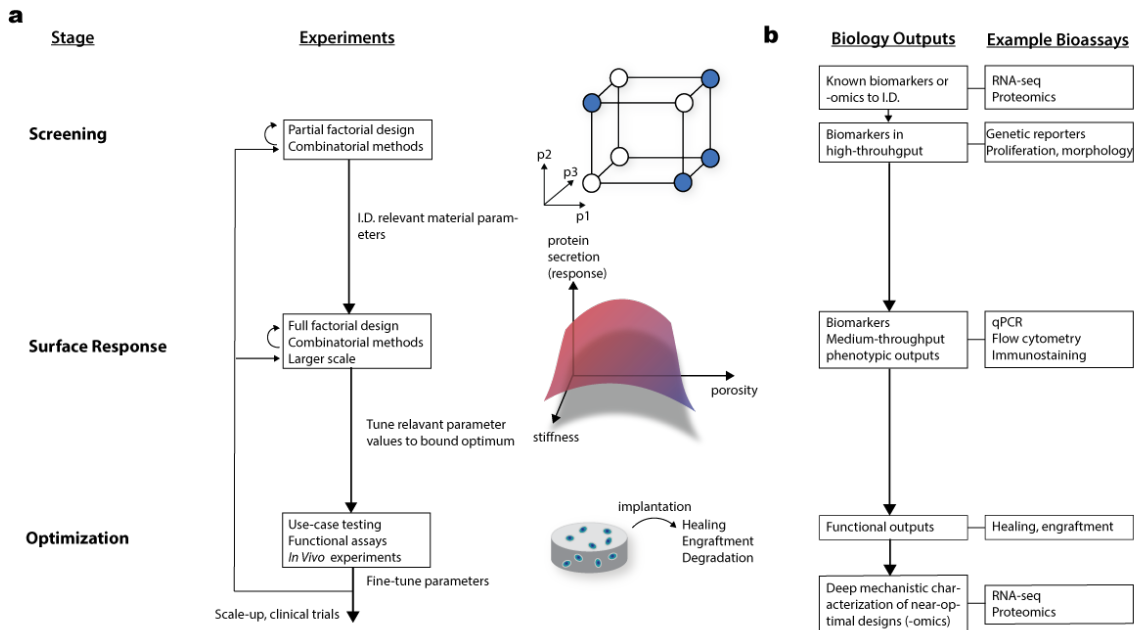 a
Stage
Experiments
Screening
Partial factorial design
Combinatorial methods
I.D. relevant material param-
eters
p2
p3
p1
Surface Response
Full factorial design
Combinatorial methods
Larger scale
Tune relavant parameter
values to bound optimum
protein
secretion
(response)
porosity
stiffness
Optimization
Use-case testing
Functional assays
In Vivo experiments
Fine-tune parameters
Scale-up, clinical trials
implantation
Healing
Engraftment
Degradation
b
Biology Outputs
Example Bioassays
Known biomarkers or
-omics to I.D.
RNA-seq
Proteomics
Biomarkers in
high-throuhgput
Genetic reporters
Proliferation, morphology
Biomarkers
Medium-throughput
phenotypic outputs
qPCR
Flow cytometry
Immunostaining
Functional outputs
Healing, engraftment
Deep mechanistic char-
acterization of near-op-
timal designs (-omics)
RNA-seq
Proteomics